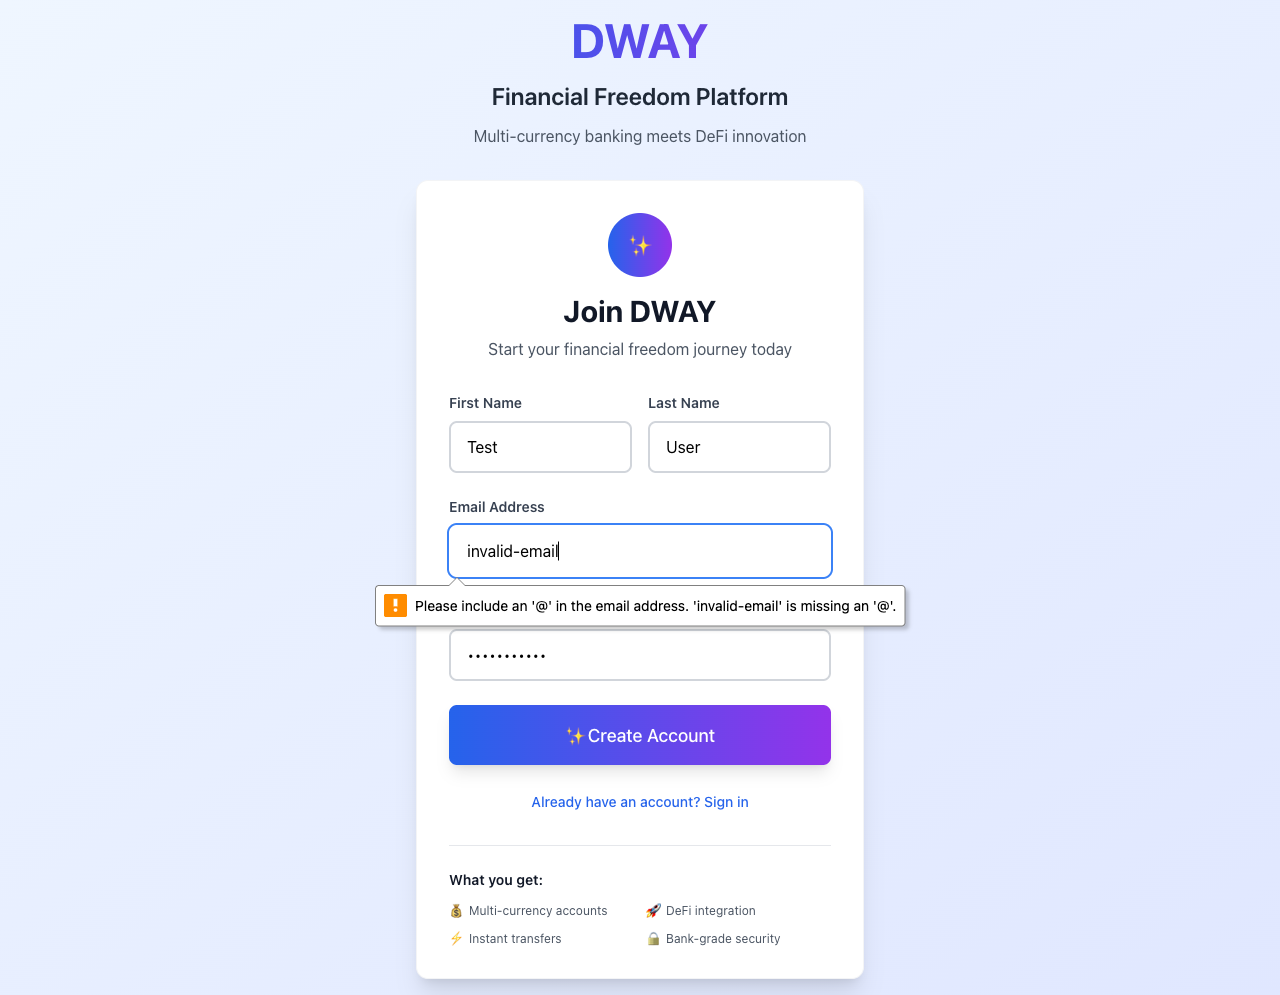 DWAY
Financial Freedom Platform
Multi-currency banking meets DeFi innovation
Join DWAY
Start your financial freedom journey today
First Name Last Name
Test User
Email Address
invalid-email
Please include an '@' in the email address. 'invalid-email' is missing an '@'.
•••••••••••
✨ Create Account
Already have an account? Sign in
What you get:
💰 Multi-currency accounts 🚀 DeFi integration
⚡ Instant transfers 🔒 Bank-grade security